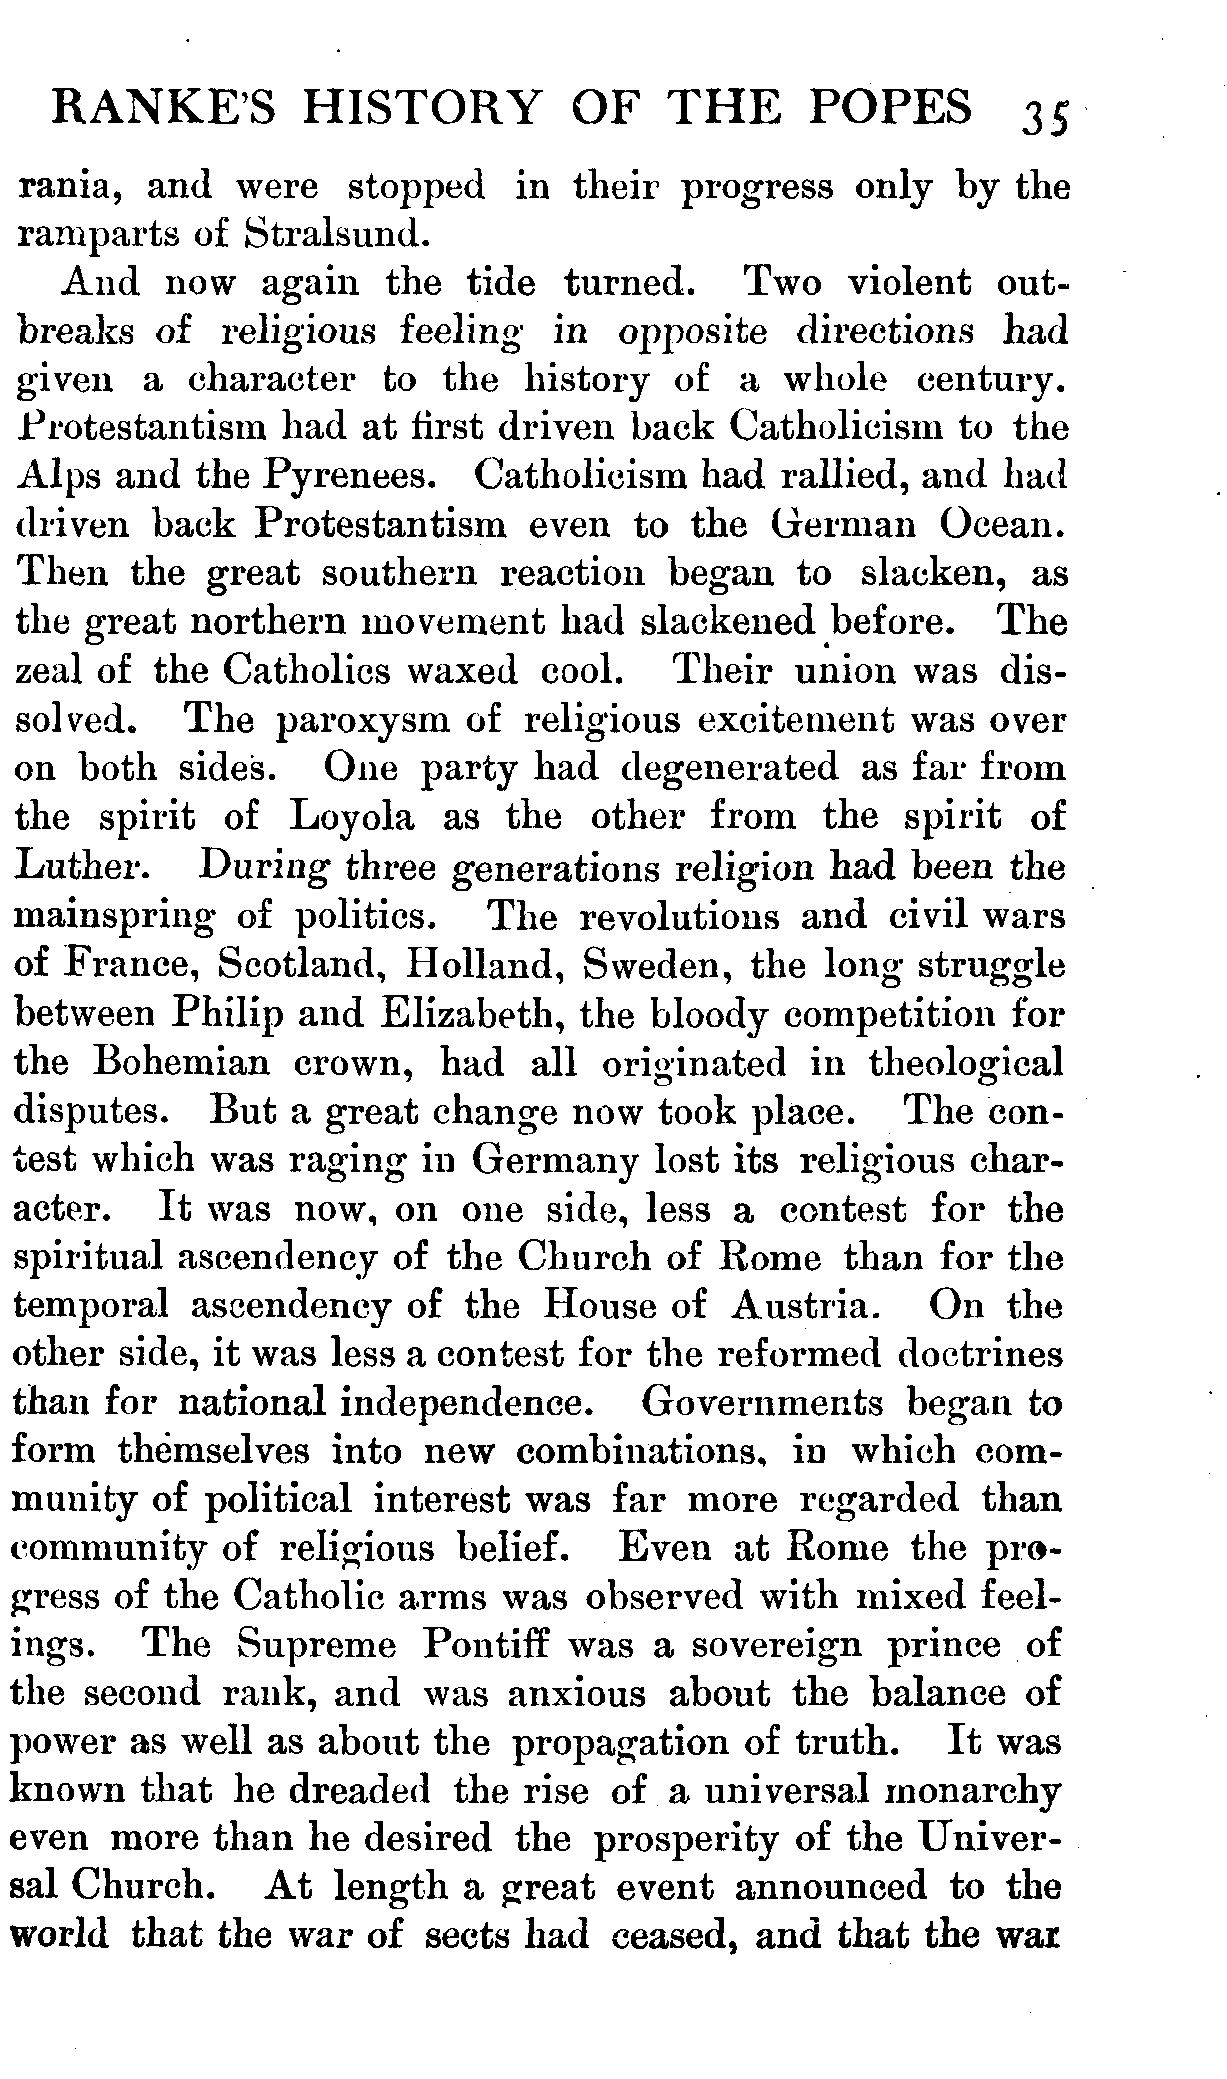 RANKE'S HISTORY OF THE POPES 35
rania, and were stopped in their progress only by the
ramparts of Stralsund.
And now again the tide turned. Two violent out-
breaks of religious feeling in opposite directions had
given a character to the history of a whole century.
Protestantism had at first driven back Catholicism to the
Alps and the Pyrenees. Catholicism had rallied, and had
driven back Protestantism even to the German Ocean.
Then the great southern reaction began to slacken, as
the great northern movement had slackened before. The
zeal of the Catholics waxed cool. Their union was dis-
solved. The paroxysm of religious excitement was over
on both sides. One party had degenerated as far from
the spirit of Loyola as the other from the spirit of
Luther. During three generations religion had been the
mainspring of politics. The revolutions and civil wars
of France, Scotland, Holland, Sweden, the long struggle
between Philip and Elizabeth, the bloody competition for
the Bohemian crown, had all originated in theological
disputes. But a great change now took place. The con-
test which was raging in Germany lost its religious char-
acter. It was now, on one side, less a contest for the
spiritual ascendency of the Church of Rome than for the
temporal ascendency of the House of Austria. On the
other side, it was less a contest for the reformed doctrines
than for national independence. Governments began to
form themselves into new combinations, in which com-
munity of political interest was far more regarded than
community of religious belief. Even at Rome the pro-
gress of the Catholic arms was observed with mixed feel-
ings. The Supreme Pontiff was a sovereign prince of
the second rank, and was anxious about the balance of
power as well as about the propagation of truth. It was
known that he dreaded the rise of a universal monarchy
even more than he desired the prosperity of the Univer-
sal Church. At length a great event announced to the
world that the war of sects had ceased, and that the war